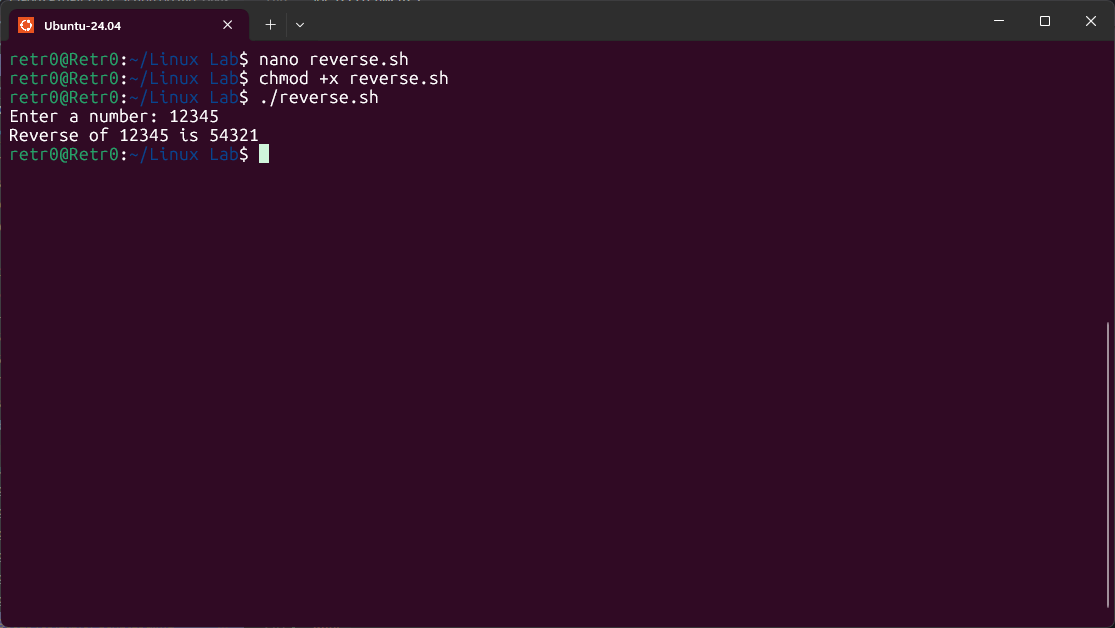 Ubuntu-24.04
retr0@Retr0:~/Linux Lab$ nano reverse.sh
retr0@Retr0:~/Linux Lab$ chmod +x reverse.sh
retr0@Retr0:~/Linux Lab$ ./reverse.sh
Enter a number: 12345
Reverse of 12345 is 54321
retr0@Retr0:~/Linux Lab$